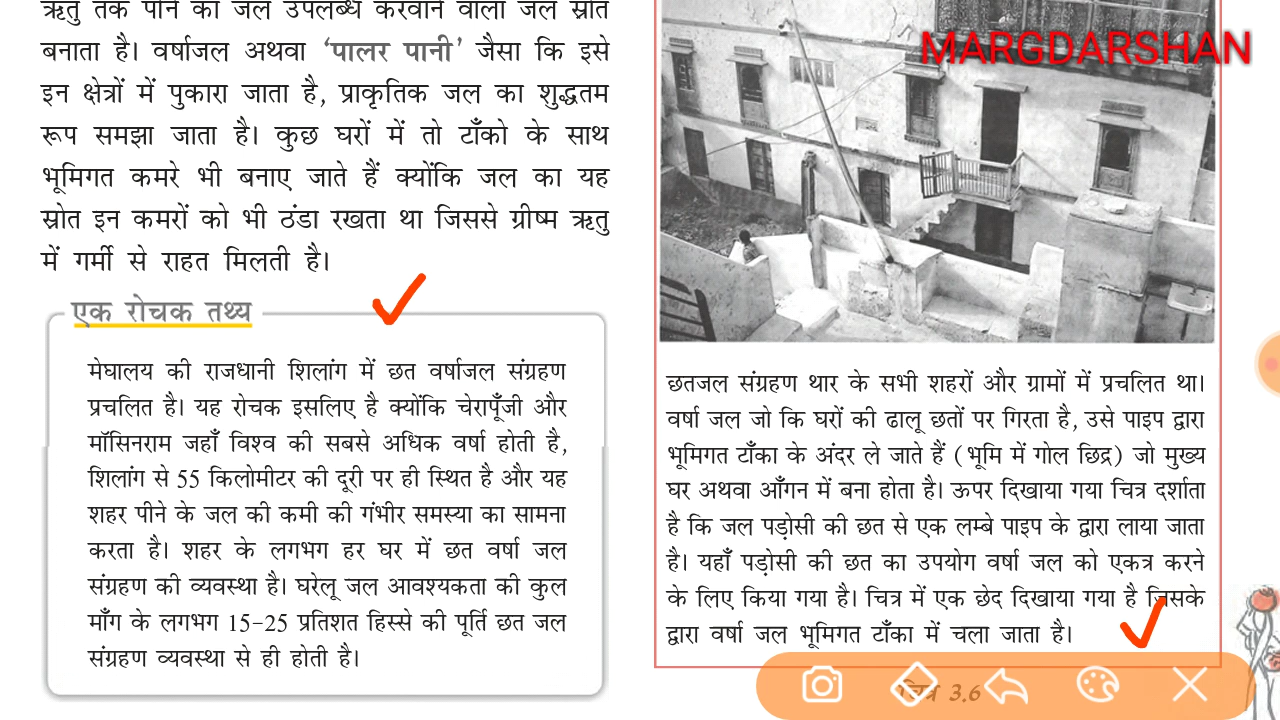 ऋतु तक पीने का जल उपलब्ध करवाने वाला जल स्रोत
बनाता है। वर्षाजल अथवा ‘पालर पानी’ जैसा कि इसे
इन क्षेत्रों में पुकारा जाता है, प्राकृतिक जल का शुद्धतम
रूप समझा जाता है। कुछ घरों में तो टाँको के साथ
भूमिगत कमरे भी बनाए जाते हैं क्योंकि जल का यह
स्रोत इन कमरों को भी ठंडा रखता था जिससे ग्रीष्म ऋतु
में गर्मी से राहत मिलती है।
एक रोचक तथ्य
मेघालय की राजधानी शिलांग में छत वर्षाजल संग्रहण
प्रचलित है। यह रोचक इसलिए है क्योंकि चेरापूँजी और
मॉसिनराम जहाँ विश्व की सबसे अधिक वर्षा होती है,
शिलांग से 55 किलोमीटर की दूरी पर ही स्थित है और यह
शहर पीने के जल की कमी की गंभीर समस्या का सामना
करता है। शहर के लगभग हर घर में छत वर्षा जल
संग्रहण की व्यवस्था है। घरेलू जल आवश्यकता की कुल
माँग के लगभग 15-25 प्रतिशत हिस्से की पूर्ति छत जल
संग्रहण व्यवस्था से ही होती है।
MARGDARSHAN
छतजल संग्रहण थार के सभी शहरों और ग्रामों में प्रचलित था।
वर्षा जल जो कि घरों की ढालू छतों पर गिरता है, उसे पाइप द्वारा
भूमिगत टाँका के अंदर ले जाते हैं (भूमि में गोल छिद्र) जो मुख्य
घर अथवा आँगन में बना होता है। ऊपर दिखाया गया चित्र दर्शाता
है कि जल पड़ोसी की छत से एक लम्बे पाइप के द्वारा लाया जाता
है। यहाँ पड़ोसी की छत का उपयोग वर्षा जल को एकत्र करने
के लिए किया गया है। चित्र में एक छेद दिखाया गया है जिसके
द्वारा वर्षा जल भूमिगत टाँका में चला जाता है।
चित्र 3.6